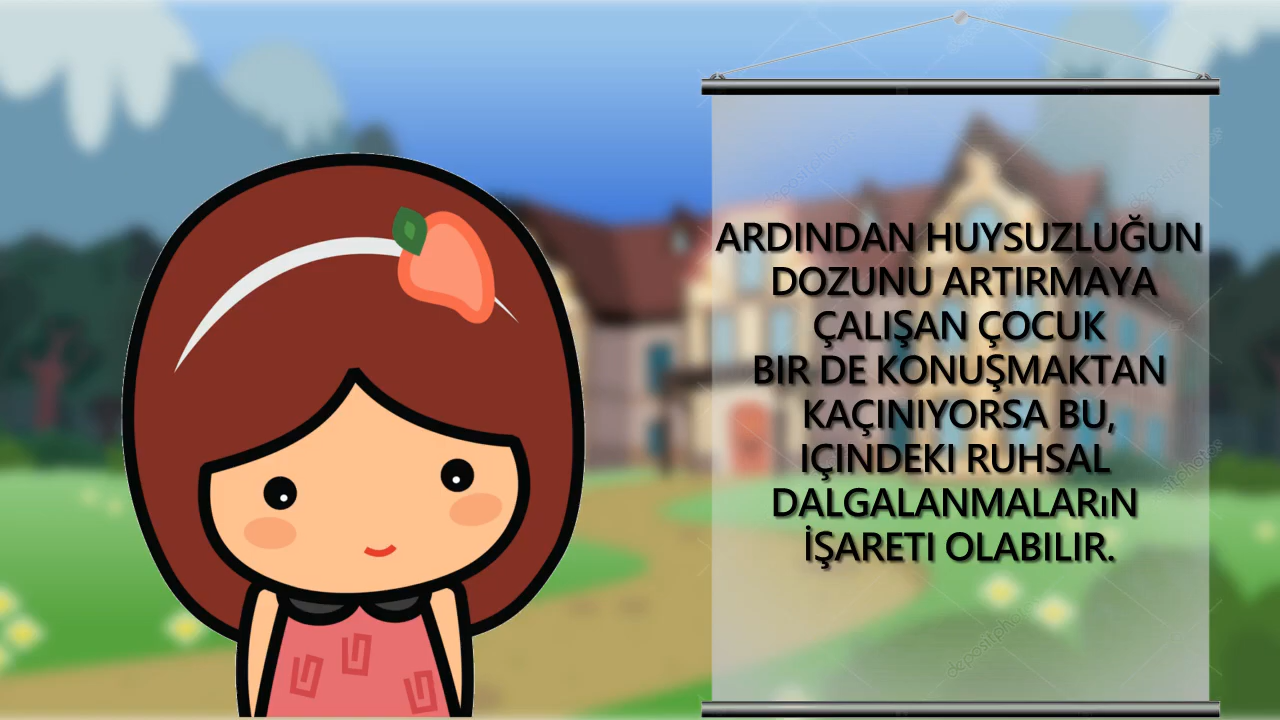 ARDINDAN HUYSUZLUĞUN
DOZUNU ARTIRMAYA
ÇALIŞAN ÇOCUK
BIR DE KONUŞMAKTAN
KAÇINIYORSA BU,
IÇINDEKI RUHSAL
DALGALANMALARıN
İŞARETI OLABILIR.